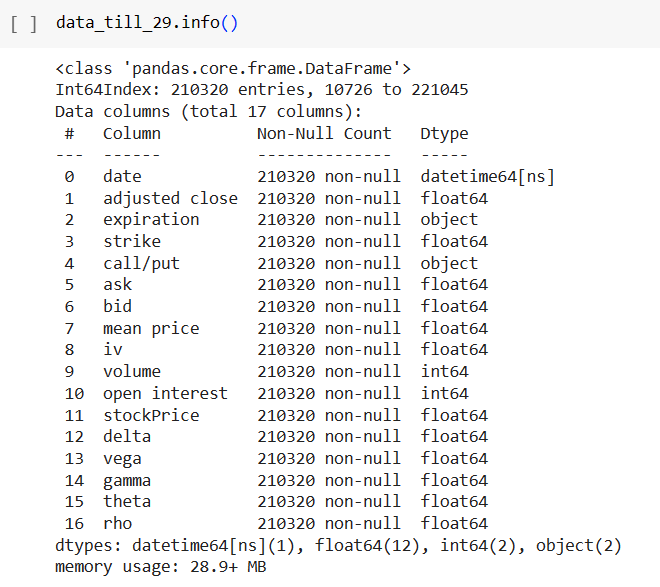 [ ] data_till_29.info()
<class 'pandas.core.frame.DataFrame'>
Int64Index: 210320 entries, 10726 to 221045
Data columns (total 17 columns):
 #   Column          Non-Null Count   Dtype
---  ------          --------------   -----
 0   date            210320 non-null  datetime64[ns]
 1   adjusted close  210320 non-null  float64
 2   expiration      210320 non-null  object
 3   strike          210320 non-null  float64
 4   call/put        210320 non-null  object
 5   ask             210320 non-null  float64
 6   bid             210320 non-null  float64
 7   mean price      210320 non-null  float64
 8   iv              210320 non-null  float64
 9   volume          210320 non-null  int64
 10  open interest   210320 non-null  int64
 11  stockPrice      210320 non-null  float64
 12  delta           210320 non-null  float64
 13  vega            210320 non-null  float64
 14  gamma           210320 non-null  float64
 15  theta           210320 non-null  float64
 16  rho             210320 non-null  float64
dtypes: datetime64[ns](1), float64(12), int64(2), object(2)
memory usage: 28.9+ MB